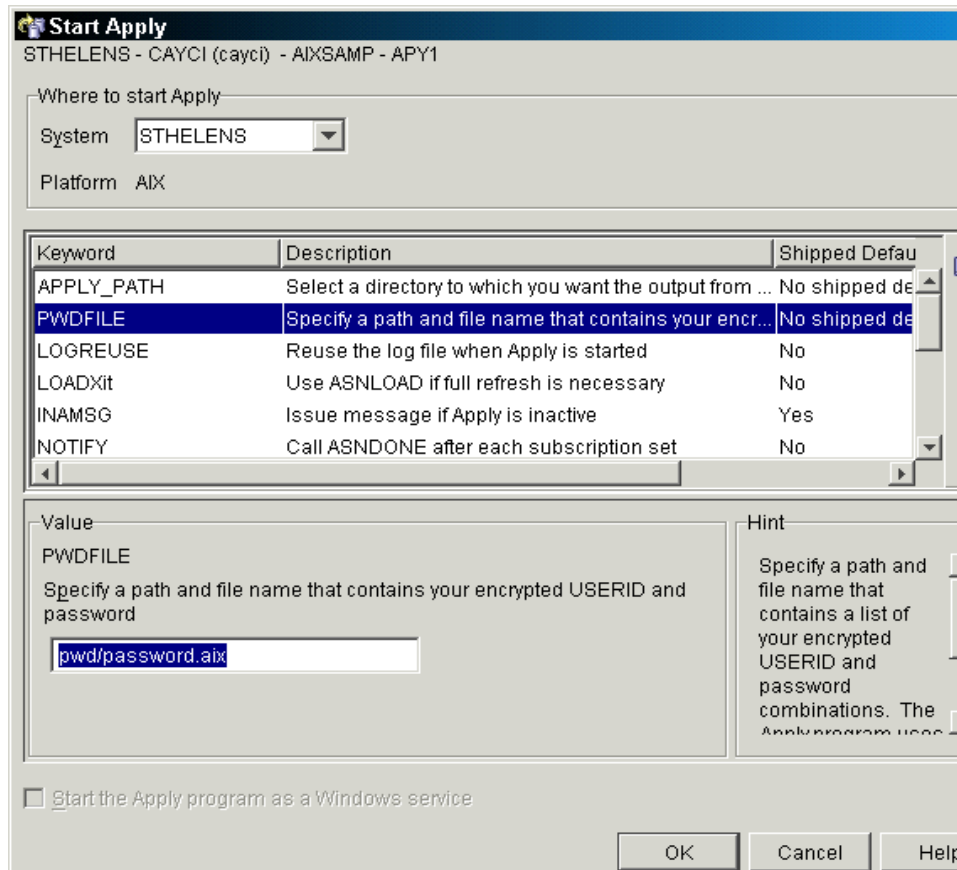 Start Apply
STHELENS - CAYCI (cayci) - AIXSAMP - APY1
Where to start Apply
System STHELENS
Platform AIX
Keyword Description Shipped Defau
APPLY_PATH Select a directory to which you want the output from ... No shipped de
PWDFILE Specify a path and file name that contains your encr... No shipped de
LOGREUSE Reuse the log file when Apply is started No
LOADXit Use ASNLOAD if full refresh is necessary No
INAMSG Issue message if Apply is inactive Yes
NOTIFY Call ASNDONE after each subscription set No
Value
PWDFILE
Specify a path and file name that contains your encrypted USERID and
password
pwd/password.aix
Hint
Specify a path and
file name that
contains a list of
your encrypted
USERID and
password
combinations. The
Apply program uses
Start the Apply program as a Windows service
OK Cancel Help